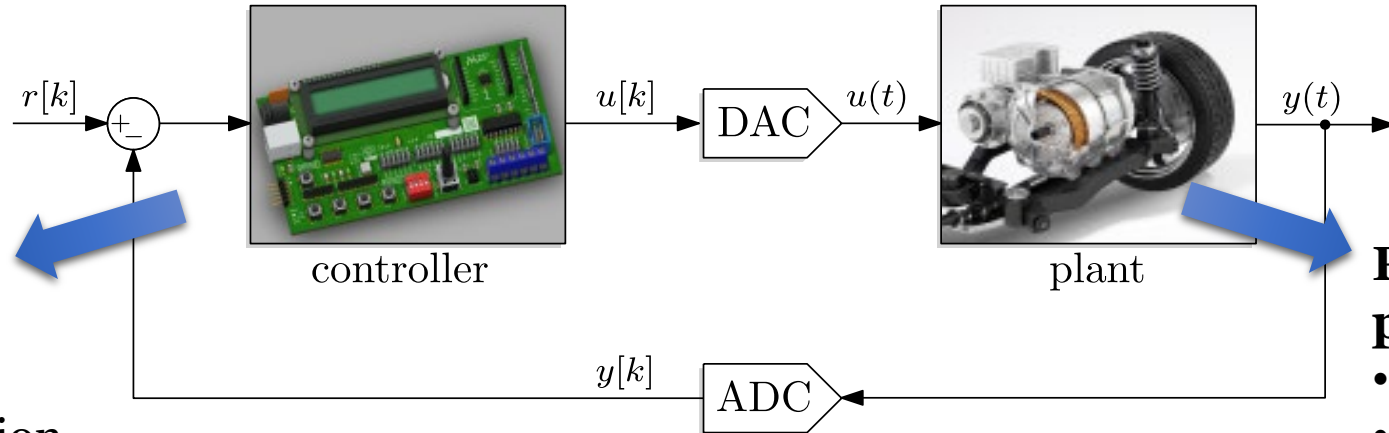 r[k]
+
−
u[k]
DAC
u(t)
y(t)
controller
plant
y[k]
ADC